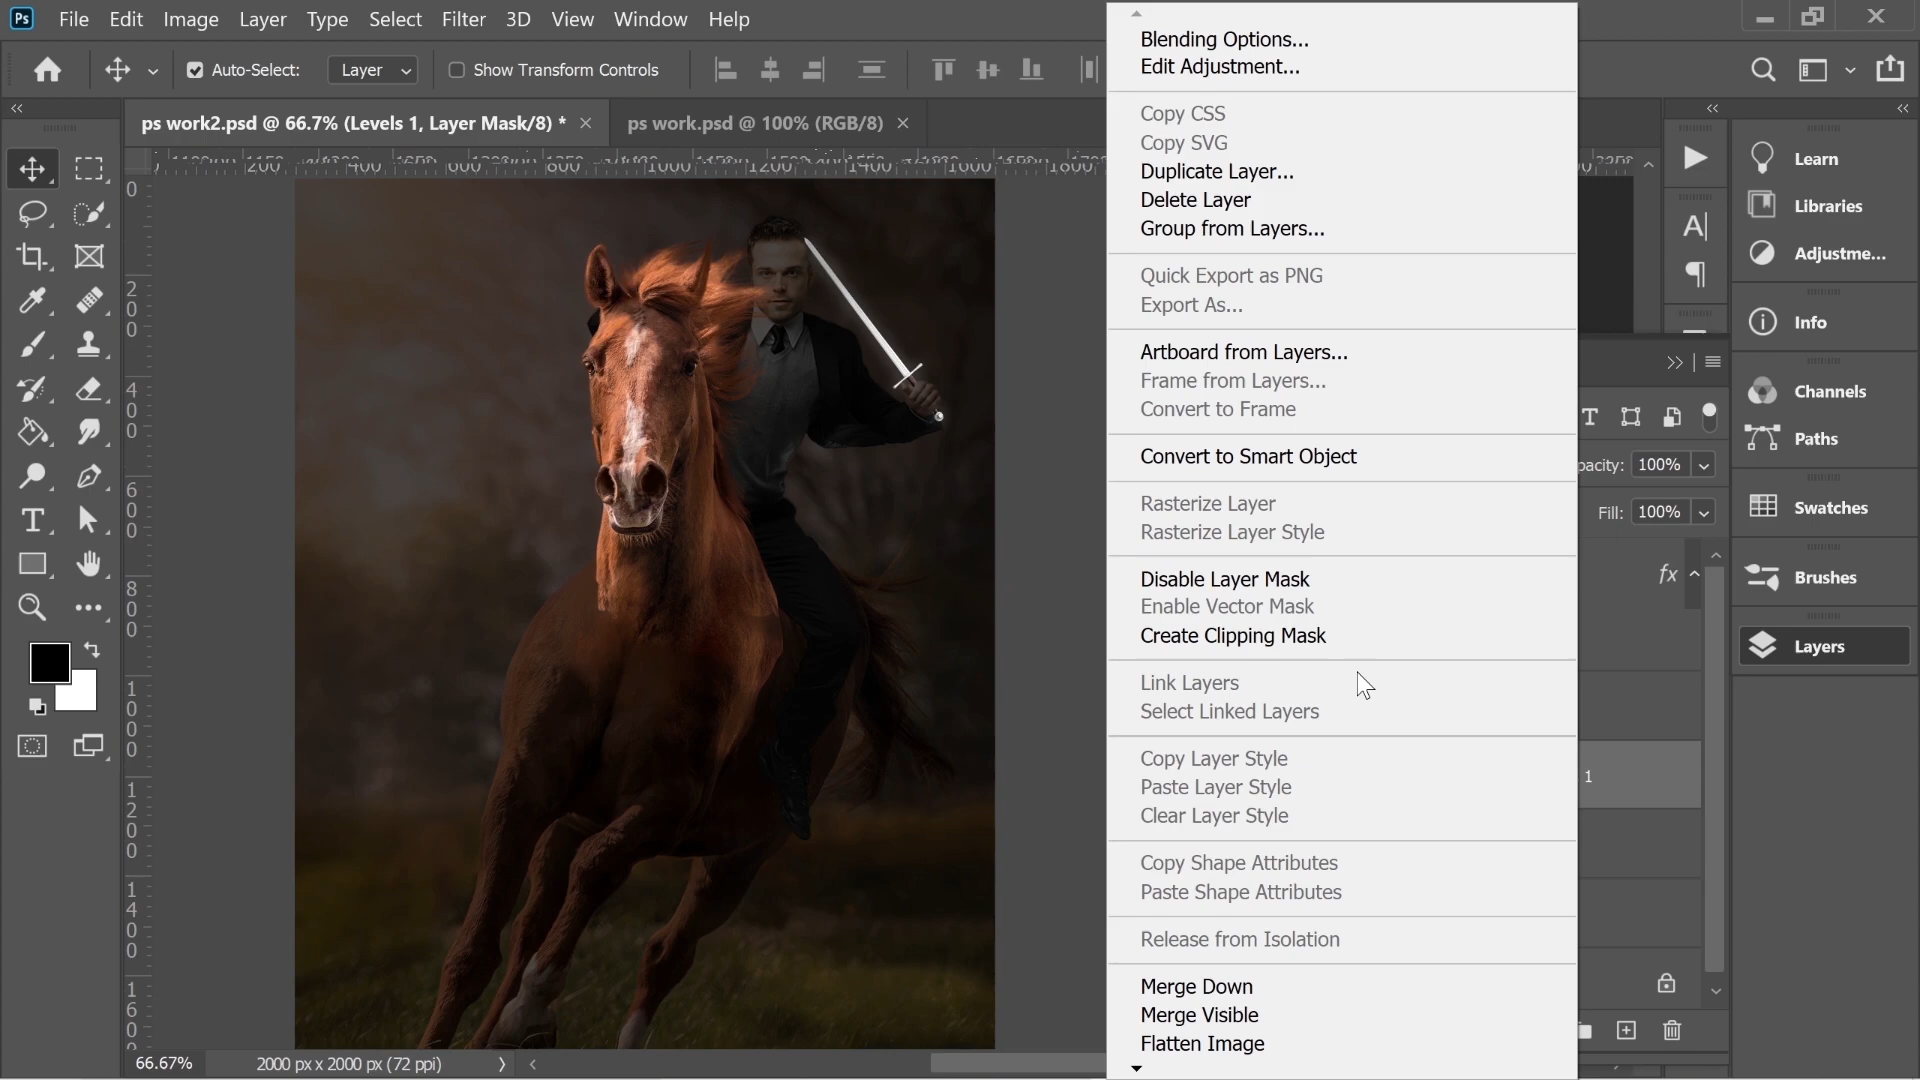 Ps File Edit Image Layer Type Select Filter 3D View Window Help
Auto-Select: Layer Show Transform Controls
ps work2.psd @ 66.7% (Levels 1, Layer Mask/8) *
ps work.psd @ 100% (RGB/8)
Blending Options...
Edit Adjustment...
Copy CSS
Copy SVG
Duplicate Layer...
Delete Layer
Group from Layers...
Quick Export as PNG
Export As...
Artboard from Layers...
Frame from Layers...
Convert to Frame
Convert to Smart Object
Rasterize Layer
Rasterize Layer Style
Disable Layer Mask
Enable Vector Mask
Create Clipping Mask
Link Layers
Select Linked Layers
Copy Layer Style
Paste Layer Style
Clear Layer Style
Copy Shape Attributes
Paste Shape Attributes
Release from Isolation
Merge Down
Merge Visible
Flatten Image
pacity: 100%
Fill: 100%
fx
1
Learn
Libraries
Adjustme...
Info
Channels
Paths
Swatches
Brushes
Layers
66.67%
2000 px x 2000 px (72 ppi)